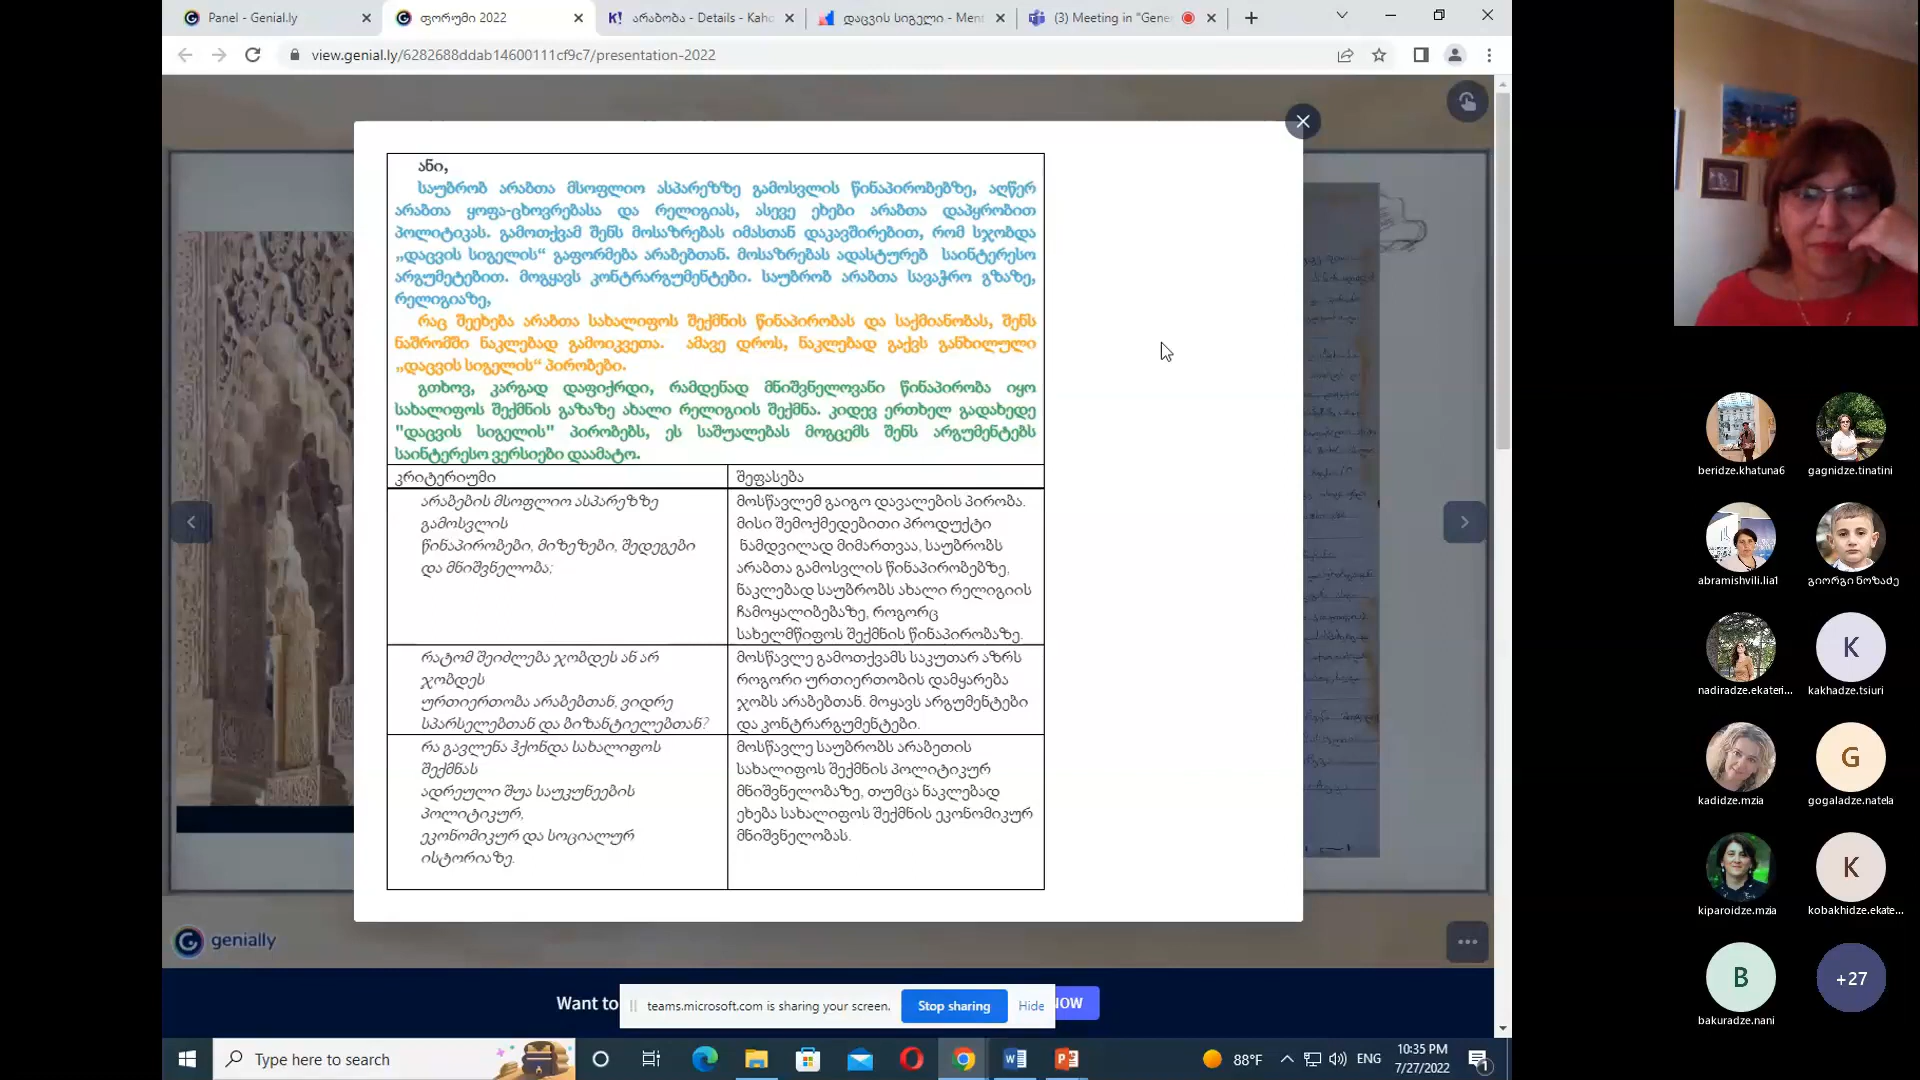 Panel - Genial.ly
ფორუმი 2022
არაბობა - Details - Kaho
დაცვის სიგელი - Ment
(3) Meeting in "Gene
view.genial.ly/6282688ddab14600111cf9c7/presentation-2022
ანი,
საუბრობ არაბთა მსოფლიო ასპარეზზე გამოსვლის წინაპირობებზე, აღწერ
არაბთა ყოფა-ცხოვრებასა და რელიგიას, ასევე ეხები არაბთა დაპყრობით
პოლიტიკას. გამოთქვამ შენს მოსაზრებას იმასთან დაკავშირებით, რომ სჯობდა
„დაცვის სიგელის“ გაფორმება არაბებთან. მოსაზრებას ადასტურებ საინტერესო
არგუმეტებით. მოგყავს კონტრარგუმენტები. საუბრობ არაბთა სავაჭრო გზაზე,
რელიგიაზე,
რაც შეეხება არაბთა სახალიფოს შექმნის წინაპირობას და საქმიანობას, შენს
ნაშრომში ნაკლებად გამოიკვეთა. ამავე დროს, ნაკლებად გაქვს განხილული
„დაცვის სიგელის“ პირობები.
გთხოვ, კარგად დაფიქრდი, რამდენად მნიშვნელოვანი წინაპირობა იყო
სახალიფოს შექმნის გაზაზე ახალი რელიგიის შექმნა. კიდევ ერთხელ გადახედე
"დაცვის სიგელის" პირობებს, ეს საშუალებას მოგცემს შენს არგუმენტებს
საინტერესო ვერსიები დაამატო.
კრიტერიუმი
შეფასება
არაბების მსოფლიო ასპარეზზე
გამოსვლის
წინაპირობები, მიზეზები, შედეგები
და მნიშვნელობა;
მოსწავლემ გაიგო დავალების პირობა.
მისი შემოქმედებითი პროდუქტი
ნამდვილად მიმართვაა, საუბრობს
არაბთა გამოსვლის წინაპირობებზე,
ნაკლებად საუბრობს ახალი რელიგიის
ჩამოყალიბებაზე, როგორც
სახელმწიფოს შექმნის წინაპირობაზე.
რატომ შეიძლება ჯობდეს ან არ
ჯობდეს
ურთიერთობა არაბებთან, ვიდრე
სპარსელებთან და ბიზანტიელებთან?
მოსწავლე გამოთქვამს საკუთარ აზრს
როგორი ურთიერთობის დამყარება
ჯობს არაბებთან. მოყავს არგუმენტები
და კონტრარგუმენტები.
რა გავლენა ჰქონდა სახალიფოს
შექმნას
ადრეული შუა საუკუნეების
პოლიტიკურ,
ეკონომიკურ და სოციალურ
ისტორიაზე.
მოსწავლე საუბრობს არაბეთის
სახალიფოს შექმნის პოლიტიკურ
მნიშვნელობაზე, თუმცა ნაკლებად
ეხება სახალიფოს შექმნის ეკონომიკურ
მნიშვნელობას.
genially
Want to
NOW
teams.microsoft.com is sharing your screen.
Stop sharing
Hide
Type here to search
88°F
ENG
10:35 PM
7/27/2022
1
beridze.khatuna6
gagnidze.tinatini
abramishvili.lia1
გიორგი ნოზაძე
nadiradze.ekateri...
K
kakhadze.tsiuri
kadidze.mzia
G
gogaladze.natela
kiparoidze.mzia
K
kobakhidze.ekate...
B
bakuradze.nani
+27